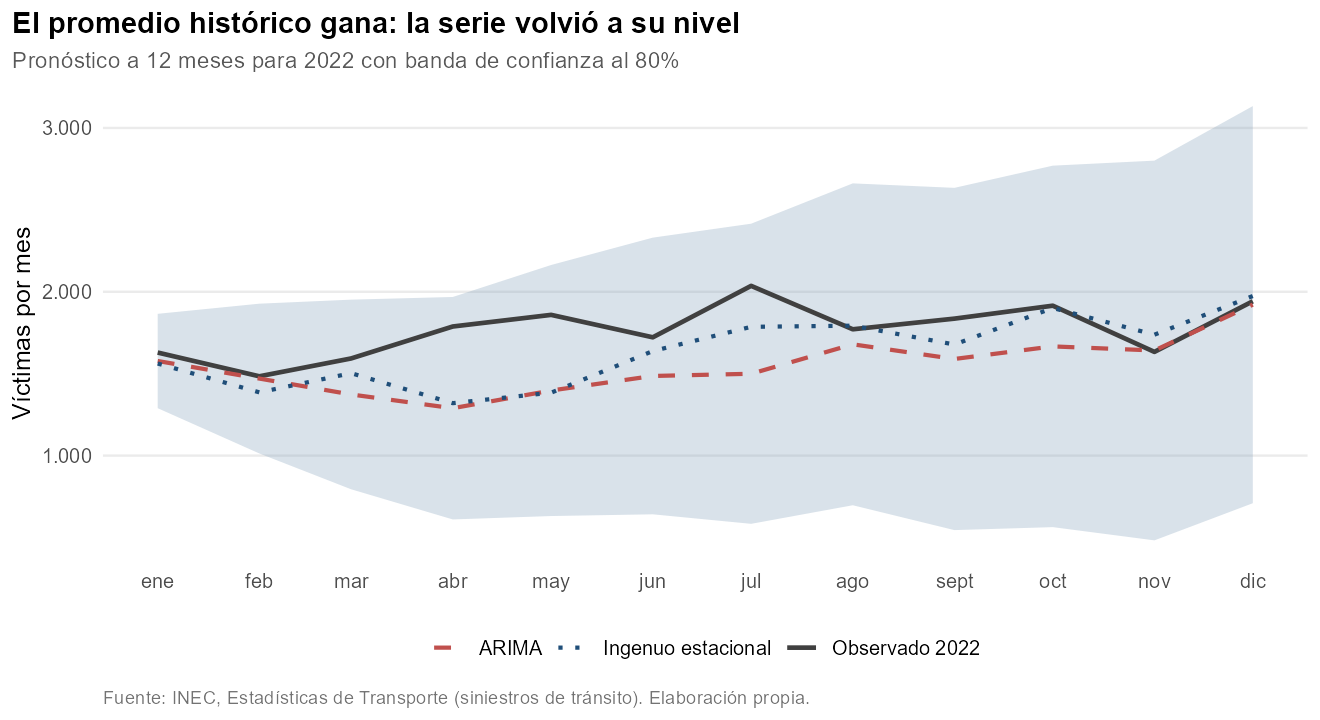 El promedio histórico gana: la serie volvió a su nivel
Pronóstico a 12 meses para 2022 con banda de confianza al 80%
Víctimas por mes
3.000
2.000
1.000
ene feb mar abr may jun jul ago sept oct nov dic
ARIMA Ingenuo estacional Observado 2022
Fuente: INEC, Estadísticas de Transporte (siniestros de tránsito). Elaboración propia.